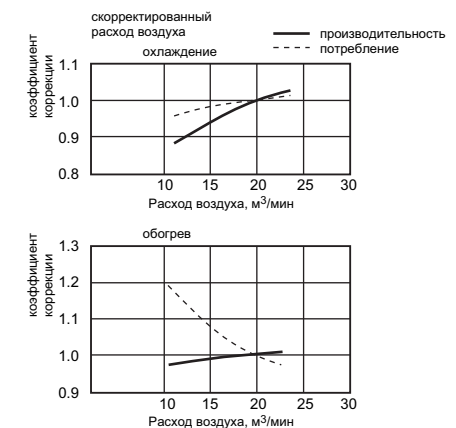 скорректированный
расход воздуха
производительность
потребление
охлаждение
коэффициент
коррекции
1.1
1.0
0.9
0.8
10 15 20 25 30
Расход воздуха, м³/мин
обогрев
коэффициент
коррекции
1.3
1.2
1.1
1.0
0.9
10 15 20 25 30
Расход воздуха, м³/мин